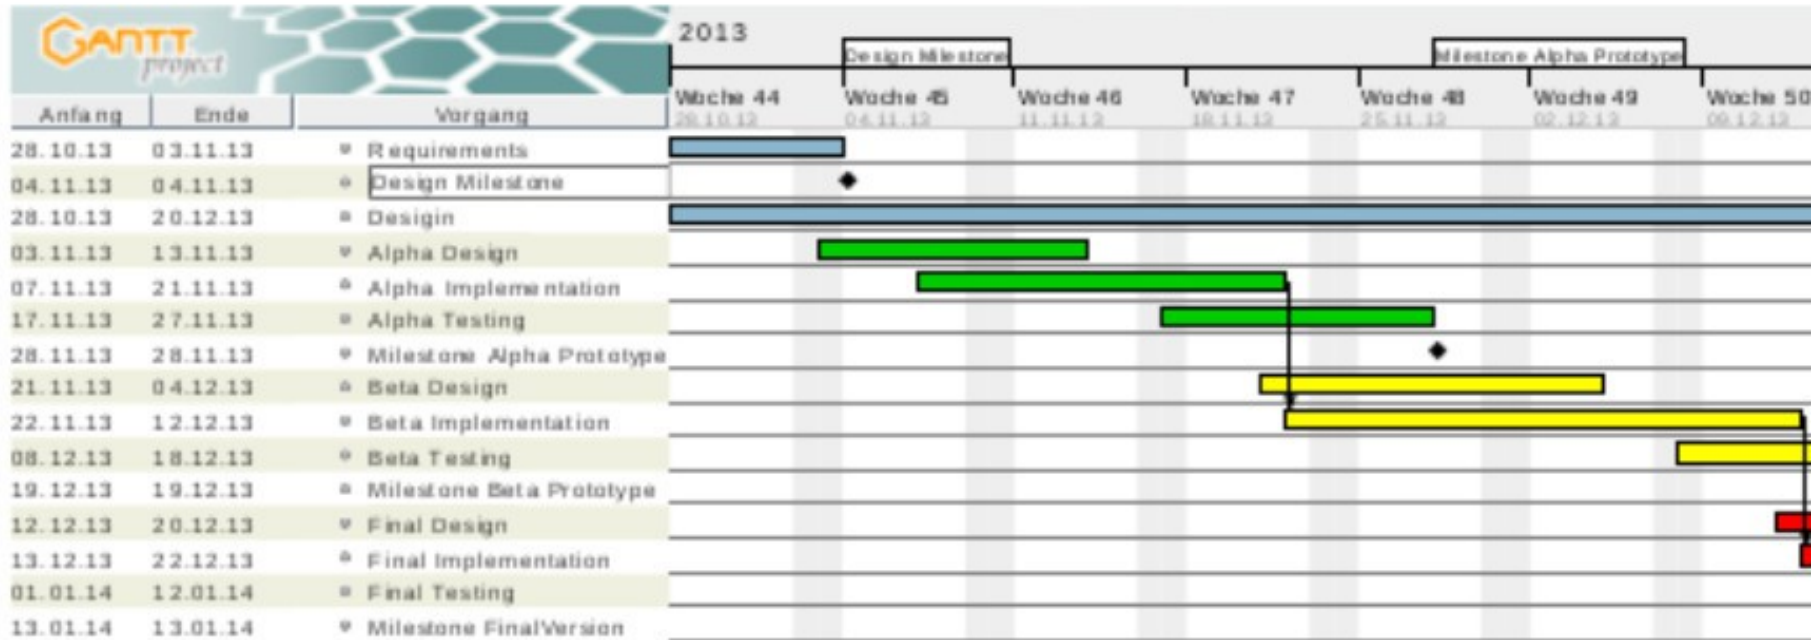 GANTT
project
2013
Design Milestone
Milestone Alpha Prototype
Woche 44
Woche 45
Woche 46
Woche 47
Woche 48
Woche 49
Woche 50
28.10.13
04.11.13
11.11.13
18.11.13
25.11.13
02.12.13
09.12.13
Anfang Ende Vorgang
28.10.13 03.11.13 Requirements
04.11.13 04.11.13 Design Milestone
28.10.13 20.12.13 Desigin
03.11.13 13.11.13 Alpha Design
07.11.13 21.11.13 Alpha Implementation
17.11.13 27.11.13 Alpha Testing
28.11.13 28.11.13 Milestone Alpha Prototype
21.11.13 04.12.13 Beta Design
22.11.13 12.12.13 Beta Implementation
08.12.13 18.12.13 Beta Testing
19.12.13 19.12.13 Milestone Beta Prototype
12.12.13 20.12.13 Final Design
13.12.13 22.12.13 Final Implementation
01.01.14 12.01.14 Final Testing
13.01.14 13.01.14 Milestone FinalVersion